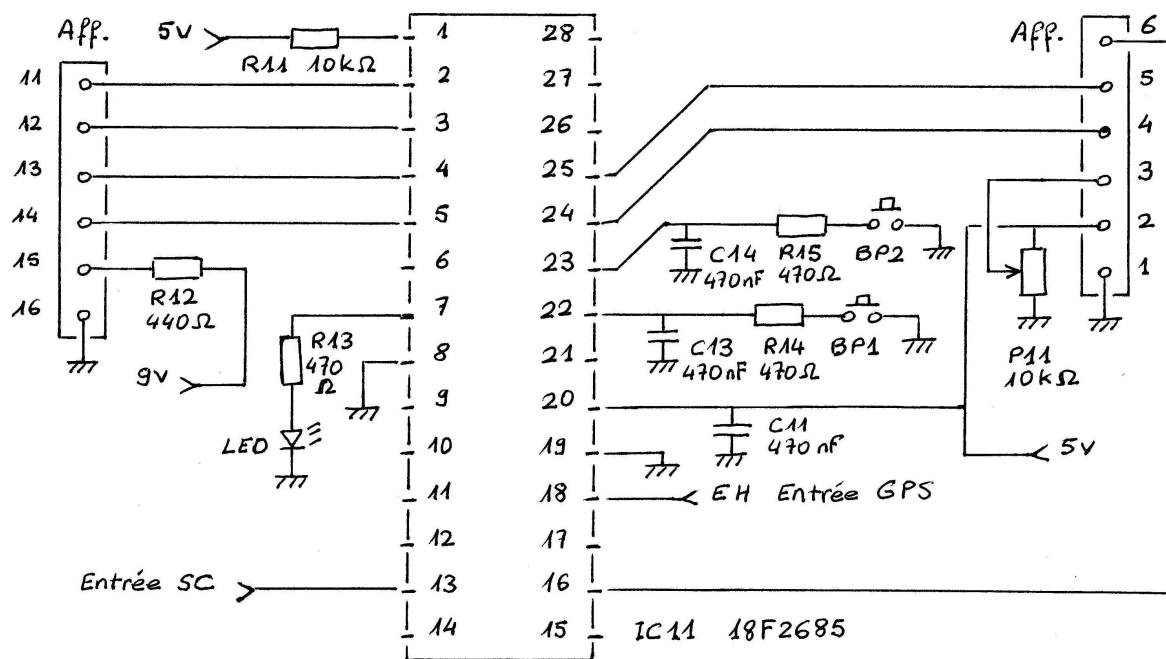 Aff.
5v
R11 10kΩ
11
12
13
14
15
16
R12
440Ω
9v
R13
470
Ω
LED
Entrée SC
1
2
3
4
5
6
7
8
9
10
11
12
13
14
28
27
26
25
24
23
22
21
20
19
18
17
16
15
C14
470nF
R15
470Ω
BP2
C13
470nF
R14
470Ω
BP1
C11
470nF
5v
EH Entrée GPS
IC11 18F2685
Aff.
6
5
4
3
2
1
P11
10kΩ